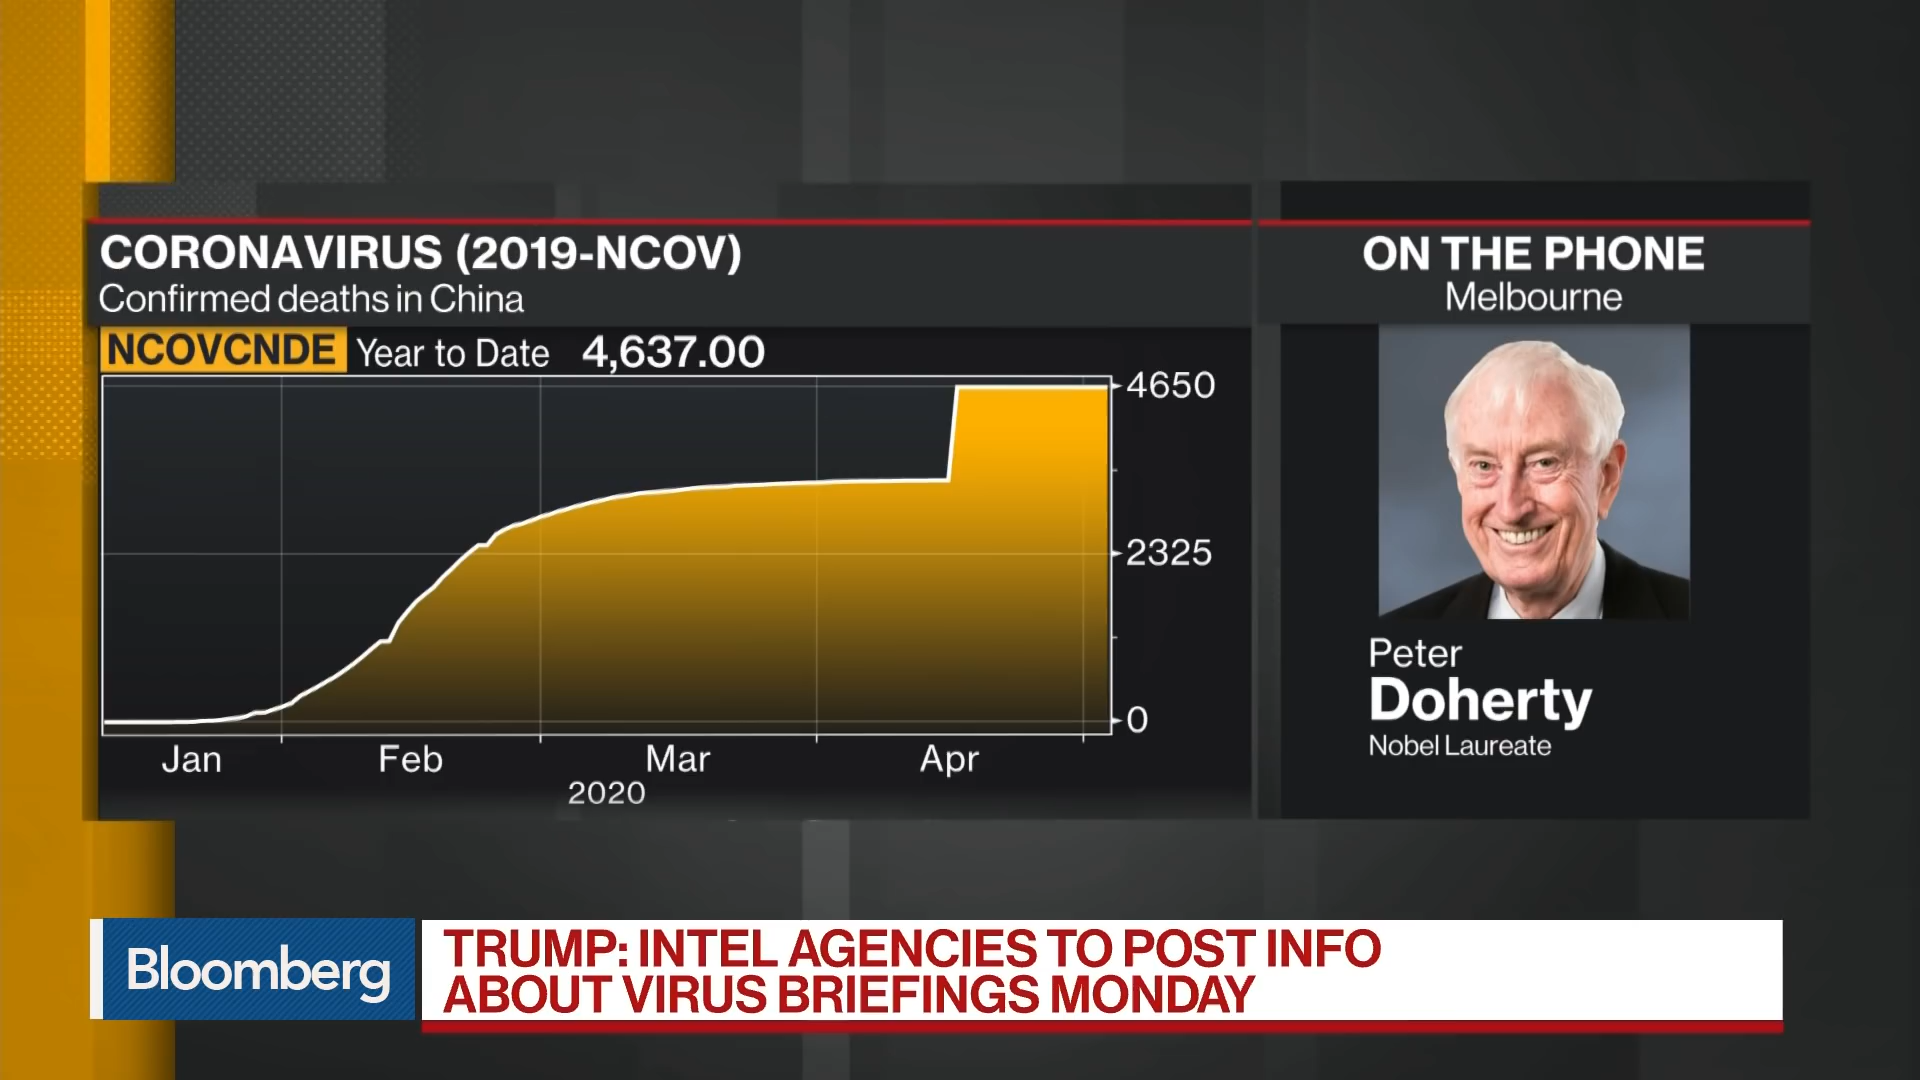 CORONAVIRUS (2019-NCOV)
Confirmed deaths in China
NCOVCNDE Year to Date 4,637.00
4650
2325
0
Jan Feb Mar Apr
2020
ON THE PHONE
Melbourne
Peter
Doherty
Nobel Laureate
Bloomberg
TRUMP: INTEL AGENCIES TO POST INFO
ABOUT VIRUS BRIEFINGS MONDAY